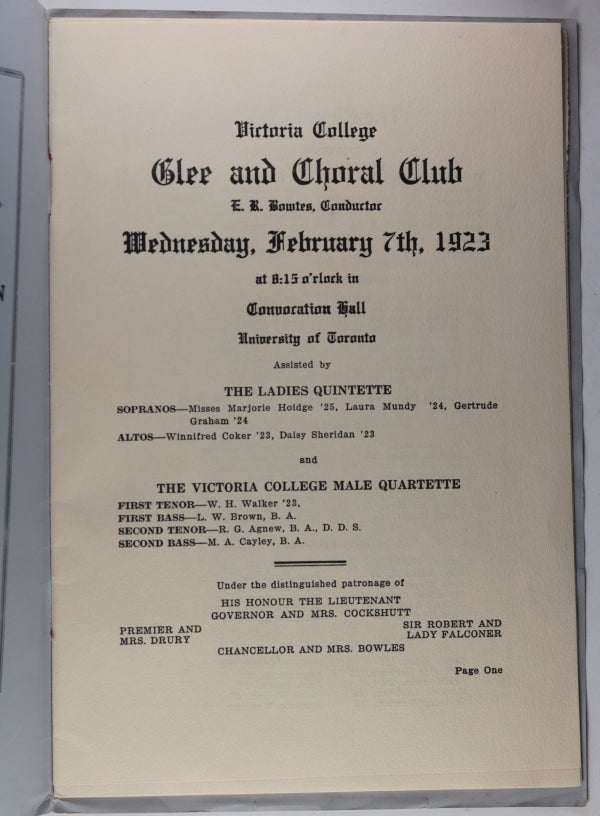 Victoria College
Glee and Choral Club
E. R. Bowles, Conductor
Wednesday, February 7th, 1923
at 8:15 o'clock in
Convocation Hall
University of Toronto
Assisted by
THE LADIES QUINTETTE
SOPRANOS—Misses Marjorie Hoidge '25, Laura Mundy '24, Gertrude
Graham '24
ALTOS—Winnifred Coker '23, Daisy Sheridan '23
and
THE VICTORIA COLLEGE MALE QUARTETTE
FIRST TENOR—W. H. Walker '23,
FIRST BASS—L. W. Brown, B. A.
SECOND TENOR—R. G. Agnew, B. A., D. D. S.
SECOND BASS—M. A. Cayley, B. A.
Under the distinguished patronage of
HIS HONOUR THE LIEUTENANT
GOVERNOR AND MRS. COCKSHUTT
PREMIER AND
MRS. DRURY
SIR ROBERT AND
LADY FALCONER
CHANCELLOR AND MRS. BOWLES
Page One